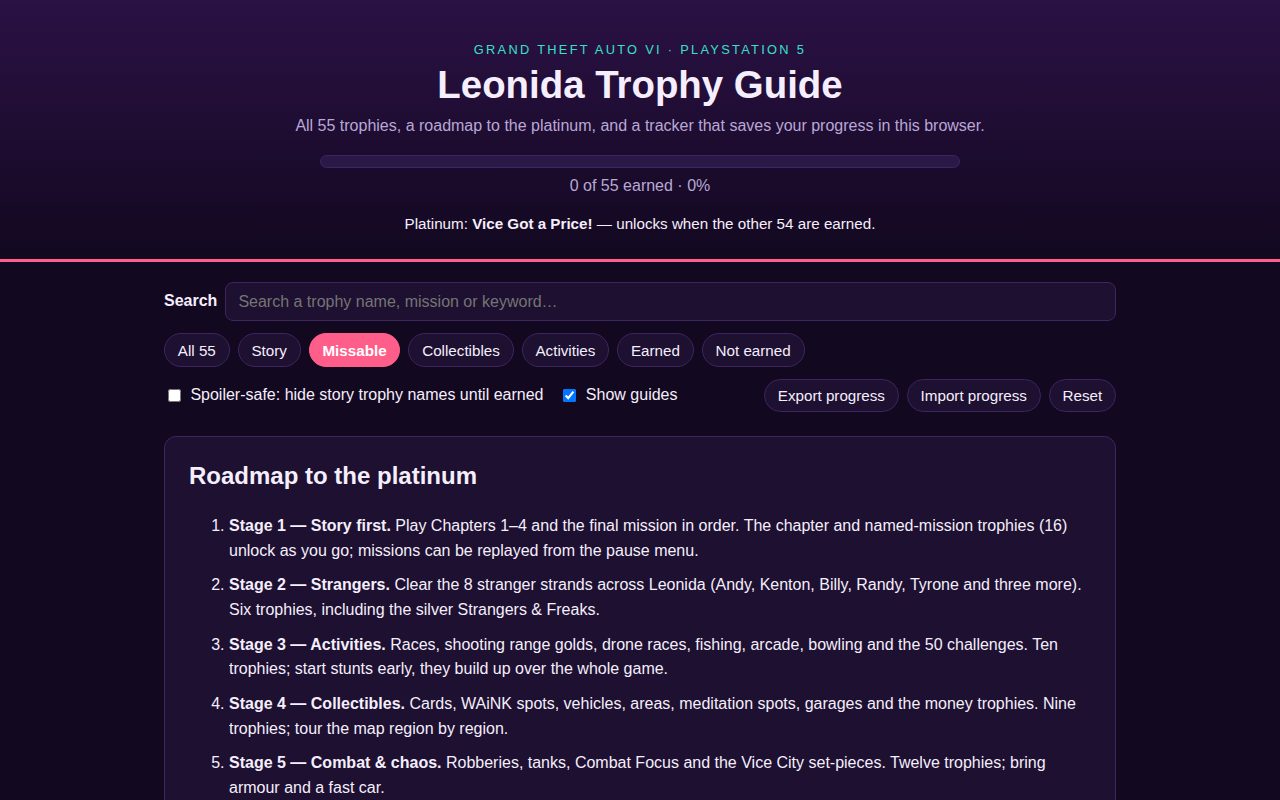 GRAND THEFT AUTO VI · PLAYSTATION 5
Leonida Trophy Guide
All 55 trophies, a roadmap to the platinum, and a tracker that saves your progress in this browser.
0 of 55 earned · 0%
Platinum: Vice Got a Price! — unlocks when the other 54 are earned.
Search Search a trophy name, mission or keyword…
All 55 Story Missable Collectibles Activities Earned Not earned
Spoiler-safe: hide story trophy names until earned Show guides Export progress Import progress Reset
Roadmap to the platinum
1. Stage 1 — Story first. Play Chapters 1–4 and the final mission in order. The chapter and named-mission trophies (16)
unlock as you go; missions can be replayed from the pause menu.
2. Stage 2 — Strangers. Clear the 8 stranger strands across Leonida (Andy, Kenton, Billy, Randy, Tyrone and three more).
Six trophies, including the silver Strangers & Freaks.
3. Stage 3 — Activities. Races, shooting range golds, drone races, fishing, arcade, bowling and the 50 challenges. Ten
trophies; start stunts early, they build up over the whole game.
4. Stage 4 — Collectibles. Cards, WAiNK spots, vehicles, areas, meditation spots, garages and the money trophies. Nine
trophies; tour the map region by region.
5. Stage 5 — Combat & chaos. Robberies, tanks, Combat Focus and the Vice City set-pieces. Twelve trophies; bring
armour and a fast car.